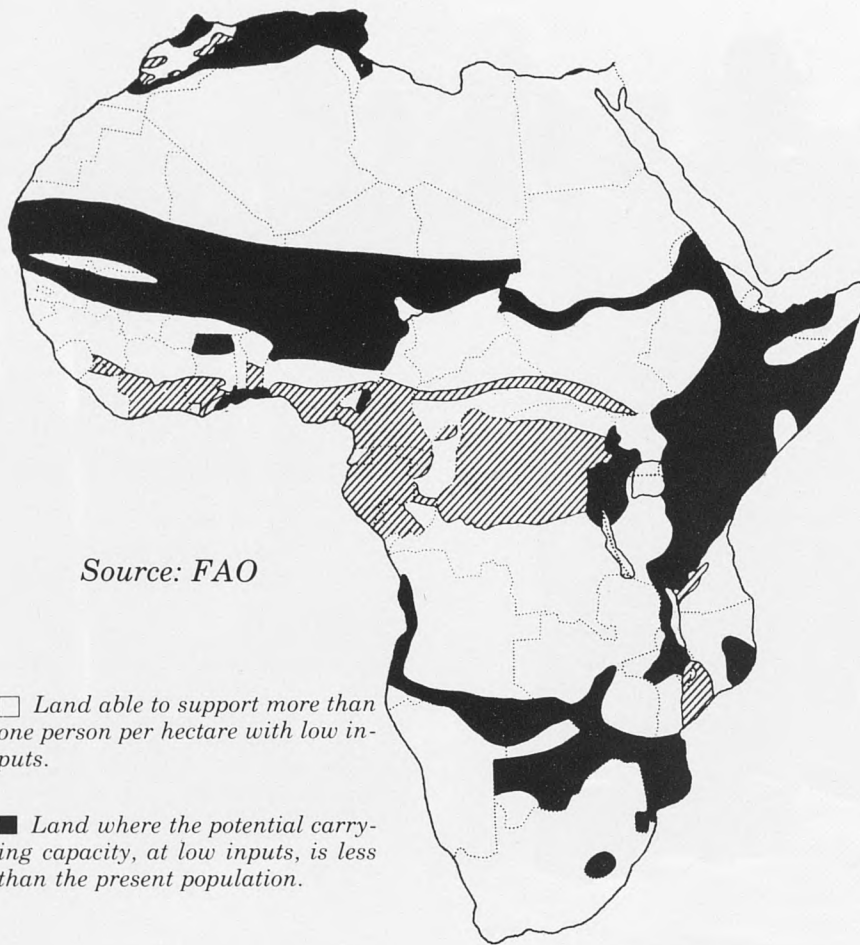 Source: FAO
Land able to support more than
one person per hectare with low in-
puts.
Land where the potential carry-
ing capacity, at low inputs, is less
than the present population.